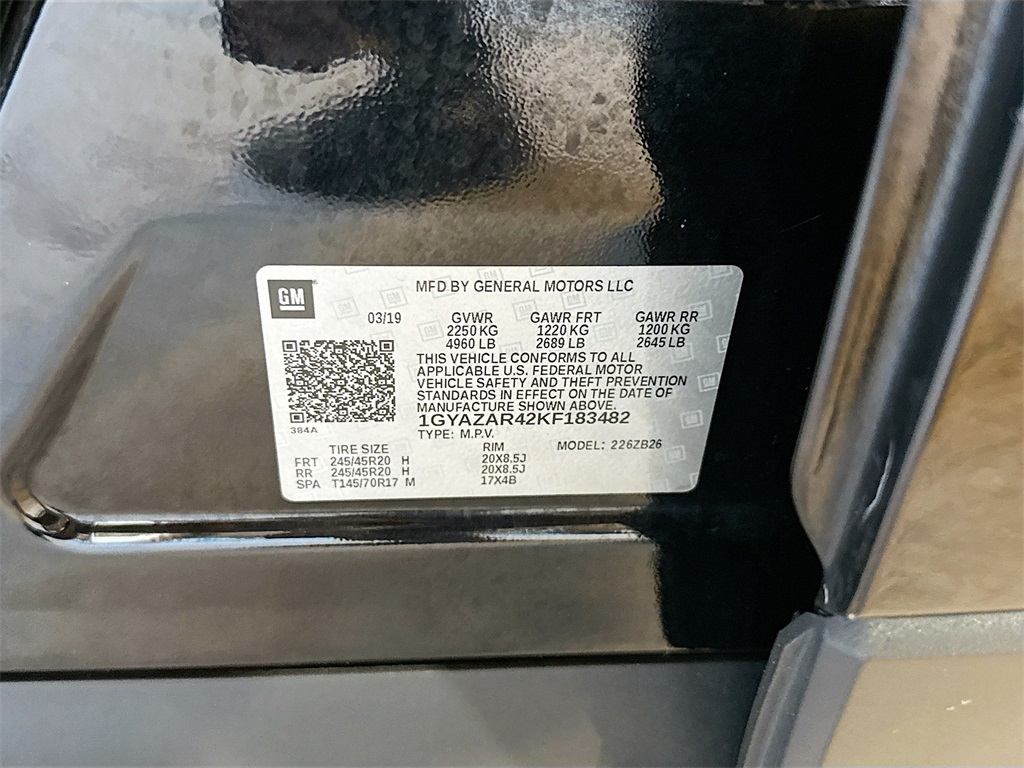 GM
MFD BY GENERAL MOTORS LLC
03/19 GVWR GAWR FRT GAWR RR
2250 KG 1220 KG 1200 KG
4960 LB 2689 LB 2645 LB
THIS VEHICLE CONFORMS TO ALL
APPLICABLE U.S. FEDERAL MOTOR
VEHICLE SAFETY AND THEFT PREVENTION
STANDARDS IN EFFECT ON THE DATE OF
MANUFACTURE SHOWN ABOVE.
1GYAZAR42KF183482
384A
TYPE: M.P.V. MODEL: 226ZB26
TIRE SIZE RIM
FRT 245/45R20 H 20X8.5J
RR 245/45R20 H 20X8.5J
SPA T145/70R17 M 17X4B